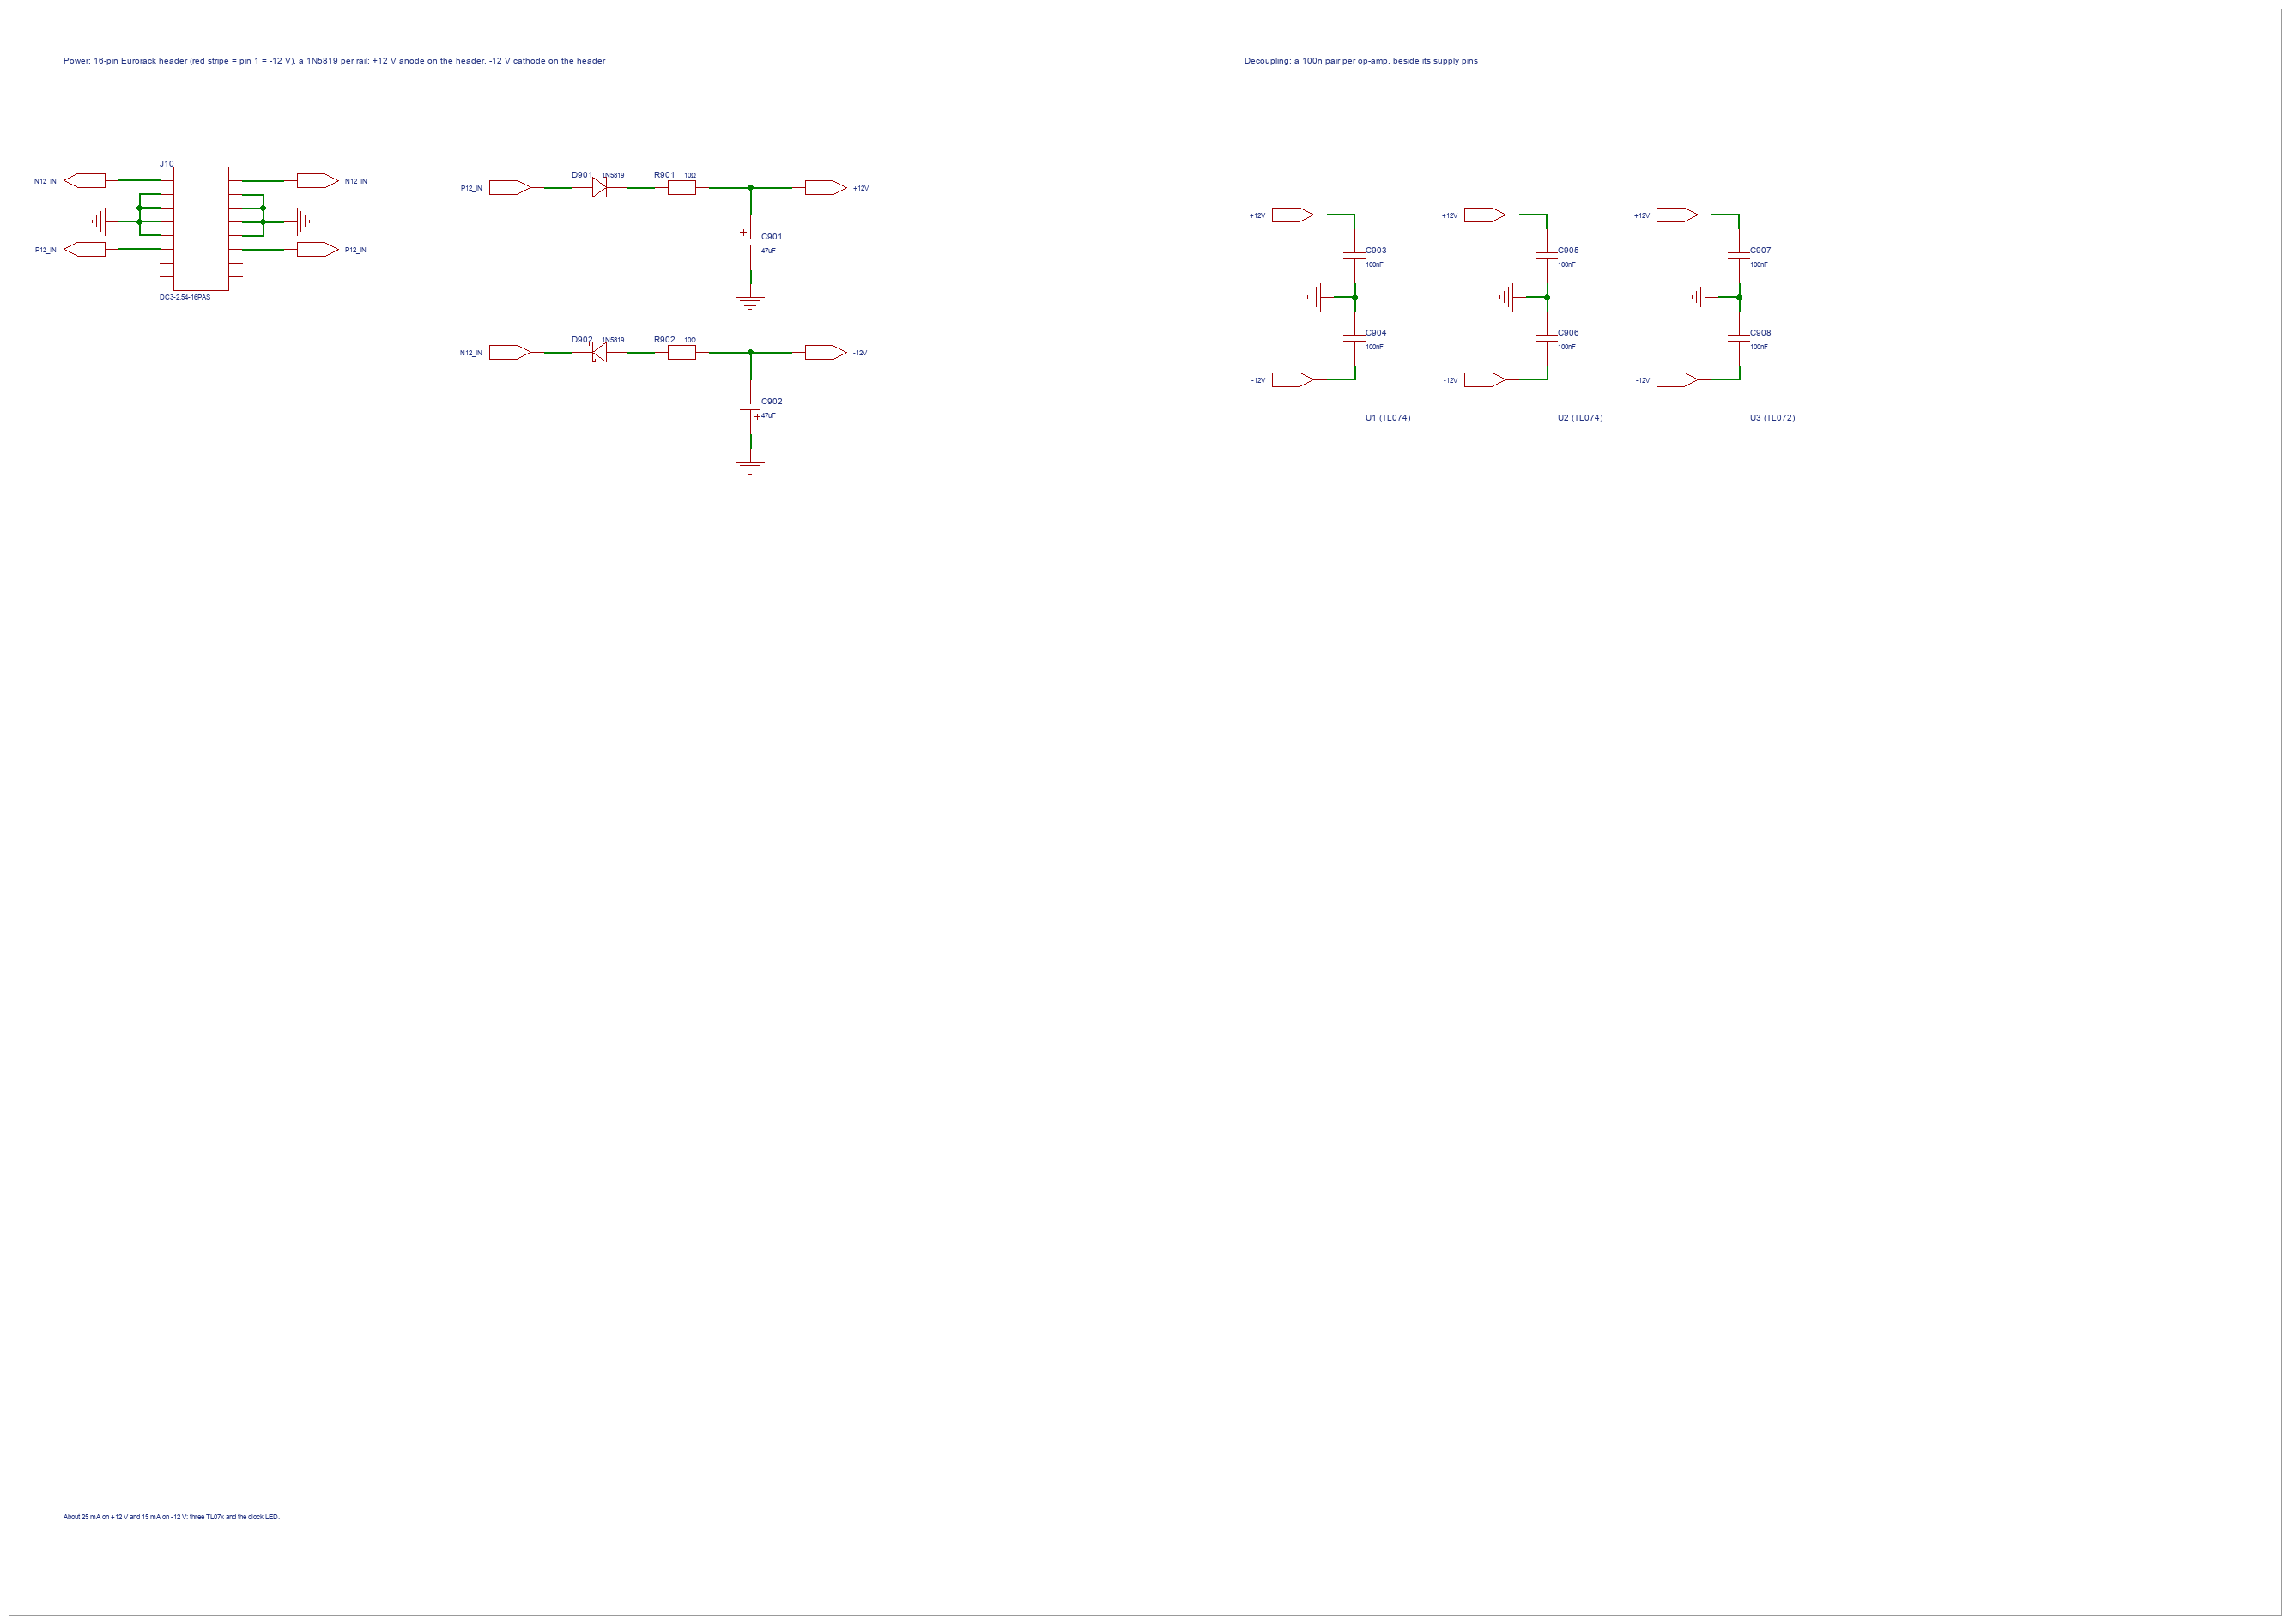 Power: 16-pin Eurorack header (red stripe = pin 1 = -12 V), a 1N5819 per rail: +12 V anode on the header, -12 V cathode on the header
Decoupling: a 100n pair per op-amp, beside its supply pins
J10
N12_IN
N12_IN
P12_IN
P12_IN
DC3-2.54-16PAS
P12_IN
D901
1N5819
R901
10Ω
+12V
+
C901
47uF
N12_IN
D902
1N5819
R902
10Ω
-12V
C902
+
47uF
+12V
C903
100nF
C904
100nF
-12V
U1 (TL074)
+12V
C905
100nF
C906
100nF
-12V
U2 (TL074)
+12V
C907
100nF
C908
100nF
-12V
U3 (TL072)
About 25 mA on +12 V and 15 mA on -12 V: three TL07x and the clock LED.